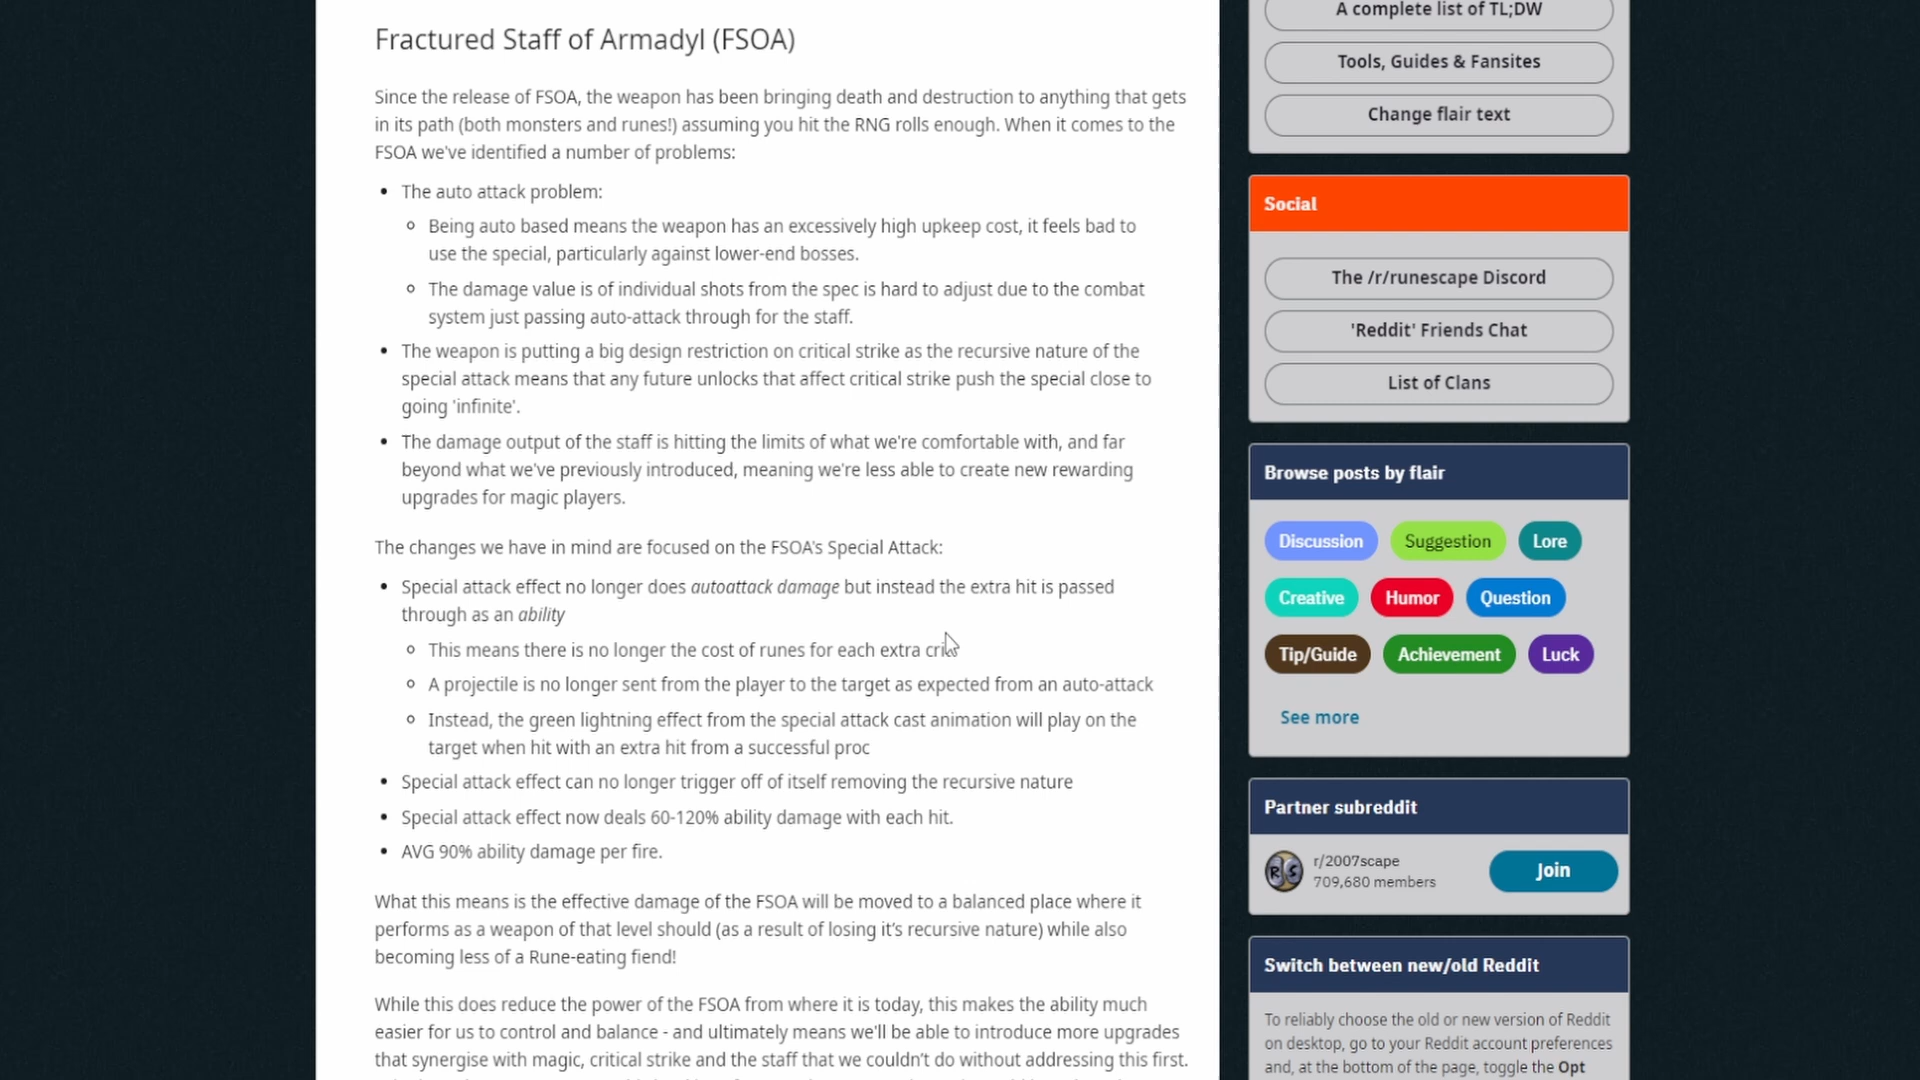 Fractured Staff of Armadyl (FSOA)
Since the release of FSOA, the weapon has been bringing death and destruction to anything that gets
in its path (both monsters and runes!) assuming you hit the RNG rolls enough. When it comes to the
FSOA we've identified a number of problems:
• The auto attack problem:
◦ Being auto based means the weapon has an excessively high upkeep cost, it feels bad to
use the special, particularly against lower-end bosses.
◦ The damage value is of individual shots from the spec is hard to adjust due to the combat
system just passing auto-attack through for the staff.
• The weapon is putting a big design restriction on critical strike as the recursive nature of the
special attack means that any future unlocks that affect critical strike push the special close to
going 'infinite'.
• The damage output of the staff is hitting the limits of what we're comfortable with, and far
beyond what we've previously introduced, meaning we're less able to create new rewarding
upgrades for magic players.
The changes we have in mind are focused on the FSOA's Special Attack:
• Special attack effect no longer does autoattack damage but instead the extra hit is passed
through as an ability
◦ This means there is no longer the cost of runes for each extra
◦ A projectile is no longer sent from the player to the target as expected from an auto-attack
◦ Instead, the green lightning effect from the special attack cast animation will play on the
target when hit with an extra hit from a successful proc
• Special attack effect can no longer trigger off of itself removing the recursive nature
• Special attack effect now deals 60-120% ability damage with each hit.
• AVG 90% ability damage per fire.
What this means is the effective damage of the FSOA will be moved to a balanced place where it
performs as a weapon of that level should (as a result of losing it's recursive nature) while also
becoming less of a Rune-eating fiend!
While this does reduce the power of the FSOA from where it is today, this makes the ability much
easier for us to control and balance - and ultimately means we'll be able to introduce more upgrades
that synergise with magic, critical strike and the staff that we couldn't do without addressing this first.
A complete list of TL;DW
Tools, Guides & Fansites
Change flair text
Social
The /r/runescape Discord
'Reddit' Friends Chat
List of Clans
Browse posts by flair
Discussion Suggestion Lore
Creative Humor Question
Tip/Guide Achievement Luck
See more
Partner subreddit
r/2007scape
709,680 members
Join
Switch between new/old Reddit
To reliably choose the old or new version of Reddit
on desktop, go to your Reddit account preferences
and, at the bottom of the page, toggle the Opt